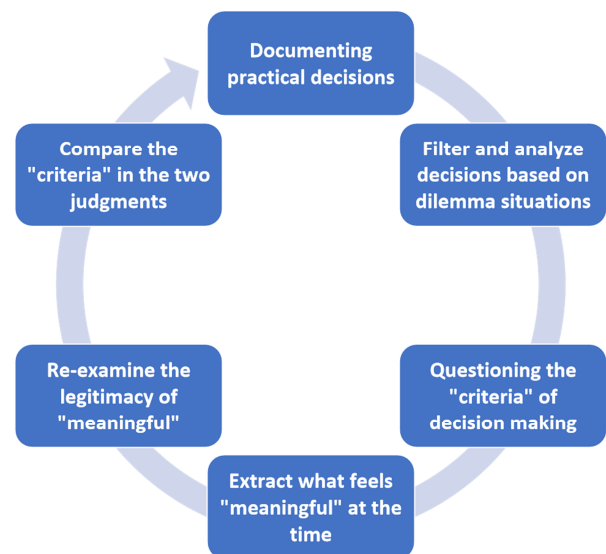 Documenting
practical decisions
Filter and analyze
decisions based on
dilemma situations
Questioning the
"criteria" of
decision making
Extract what feels
"meaningful" at the
time
Re-examine the
legitimacy of
"meaningful"
Compare the
"criteria" in the two
judgments